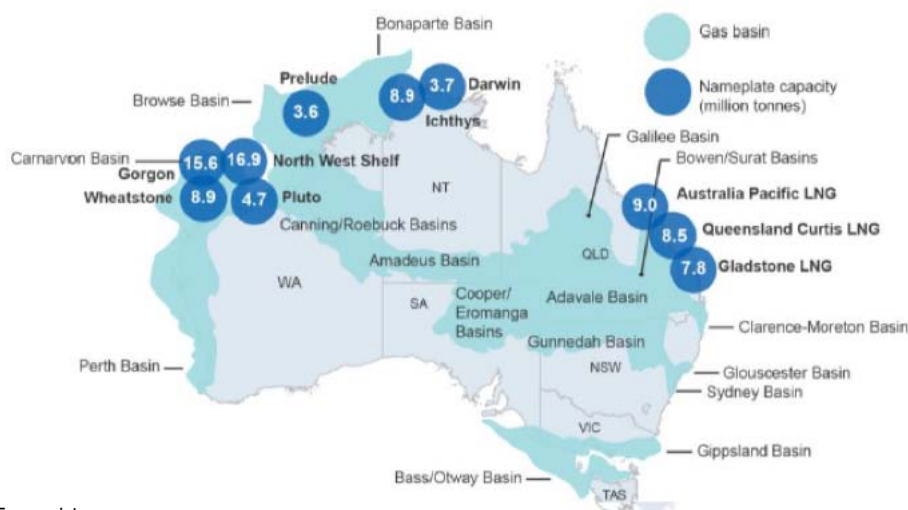 Bonaparte Basin
Gas basin
Nameplate capacity
(million tonnes)
Prelude
3.6
8.9
3.7
Darwin
Ichthys
Browse Basin
Galilee Basin
Bowen/Surat Basins
Carnarvon Basin
Gorgon
15.6
16.9
North West Shelf
Wheatstone
8.9
4.7
Pluto
NT
9.0
Australia Pacific LNG
8.5
Queensland Curtis LNG
7.8
Gladstone LNG
Canning/Roebuck Basins
QLD
Amadeus Basin
WA
SA
Cooper/
Eromanga
Basins
Adavale Basin
Clarence-Moreton Basin
Gunnedah Basin
NSW
Perth Basin
Glouscester Basin
Sydney Basin
VIC
Gippsland Basin
Bass/Otway Basin
TAS